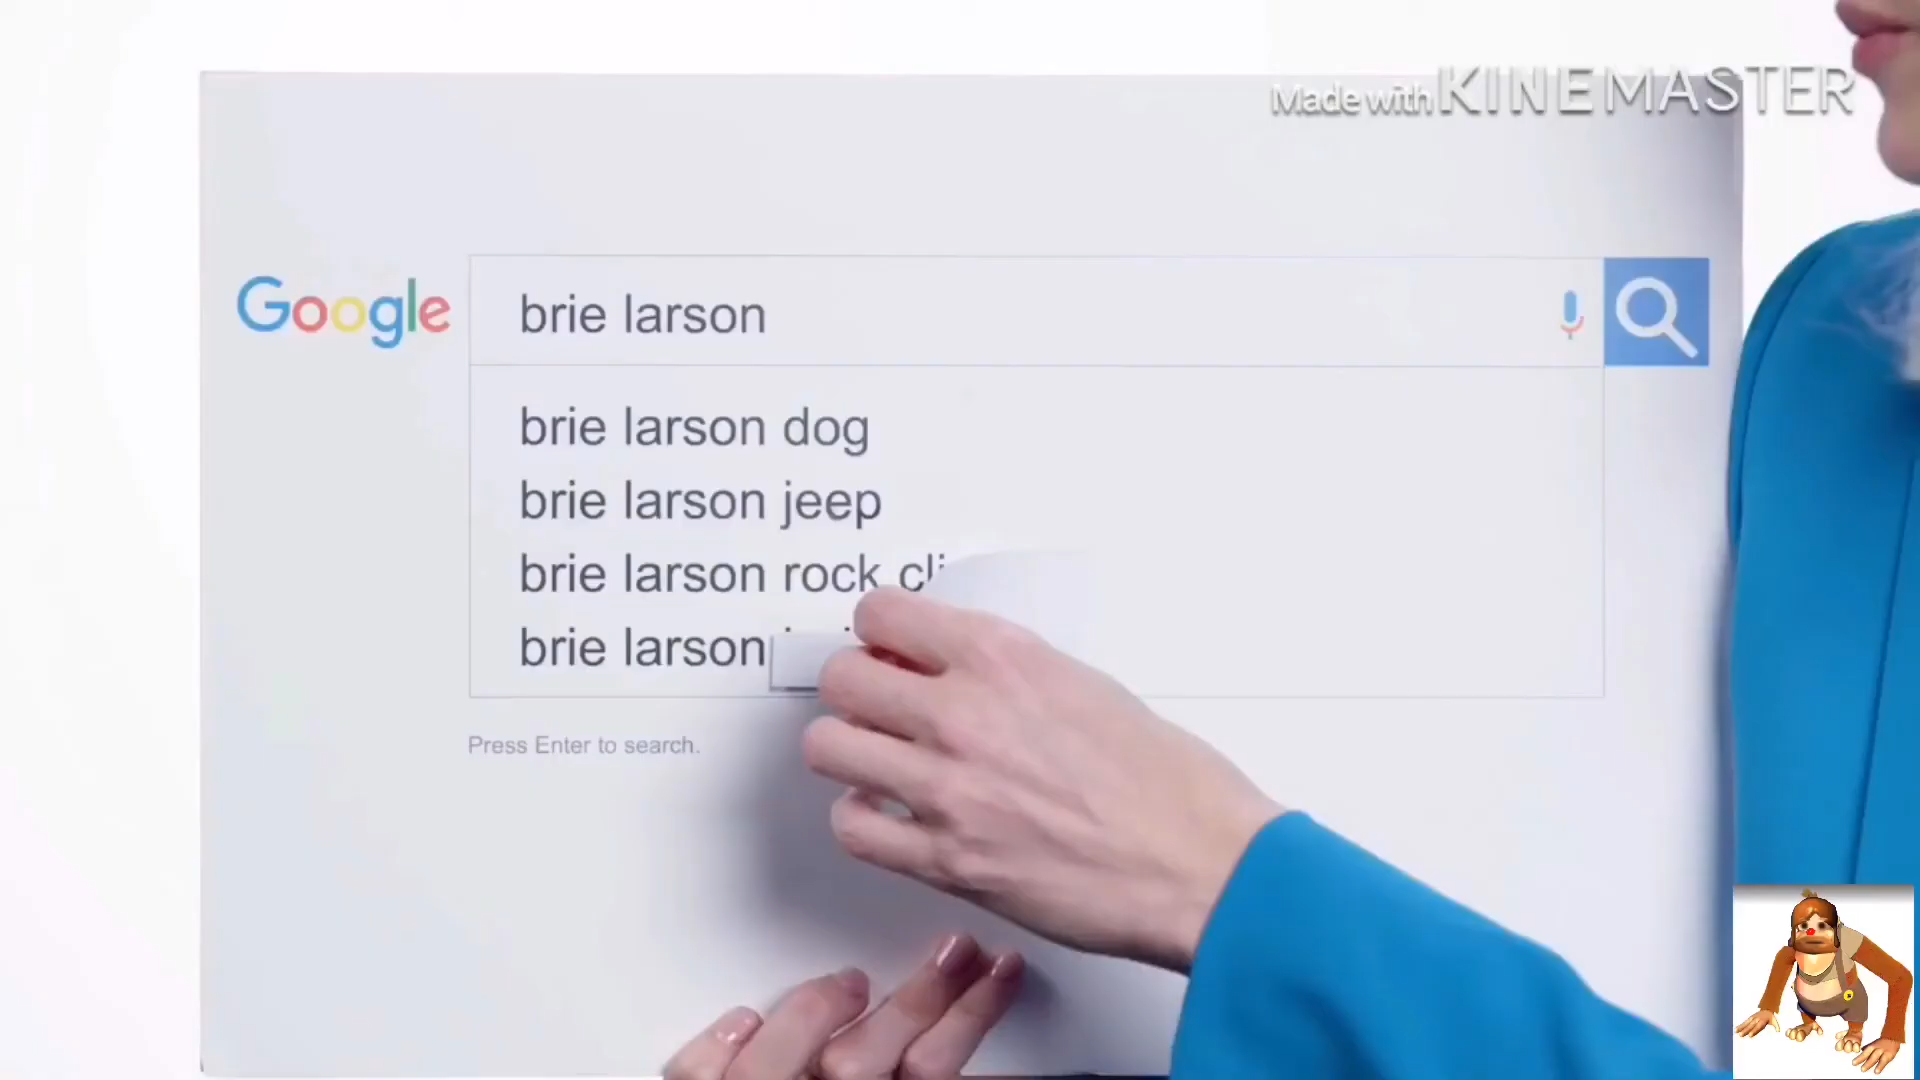 Made with KINEMASTER
Google
brie larson
brie larson dog
brie larson jeep
brie larson rock
brie larson
Press Enter to search.